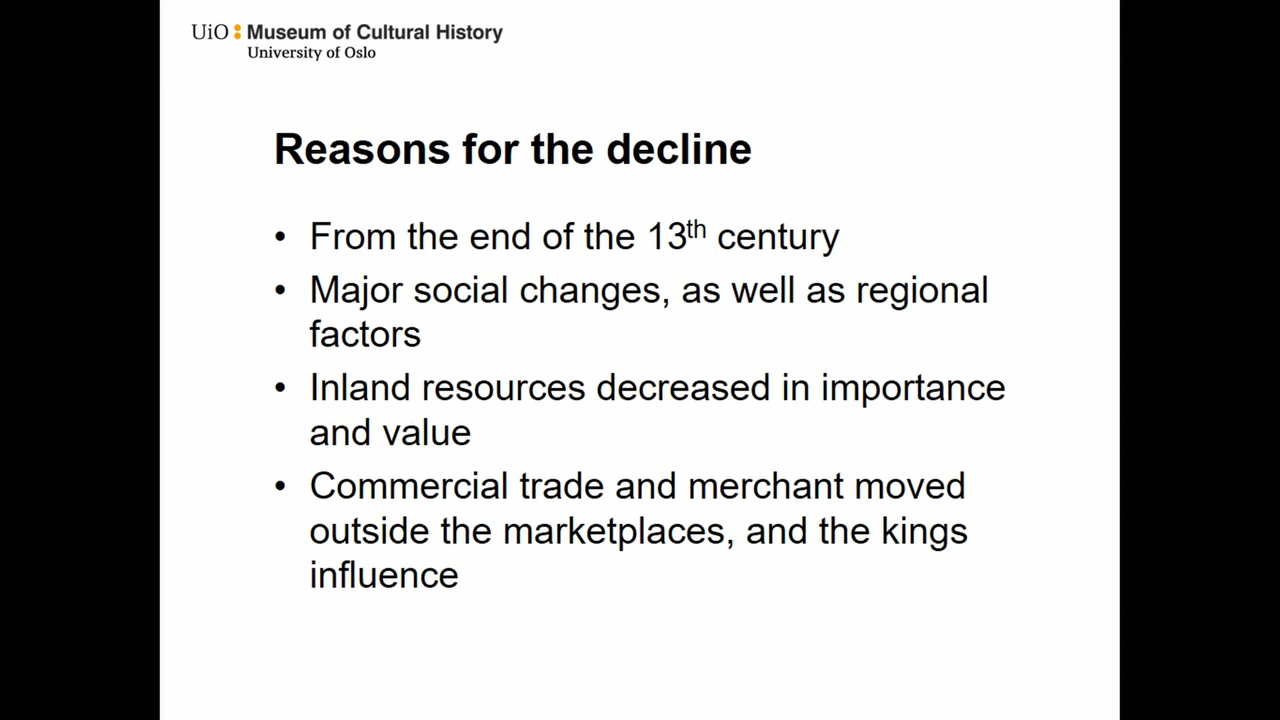 UiO Museum of Cultural History
University of Oslo
Reasons for the decline
• From the end of the 13th century
• Major social changes, as well as regional
factors
• Inland resources decreased in importance
and value
• Commercial trade and merchant moved
outside the marketplaces, and the kings
influence